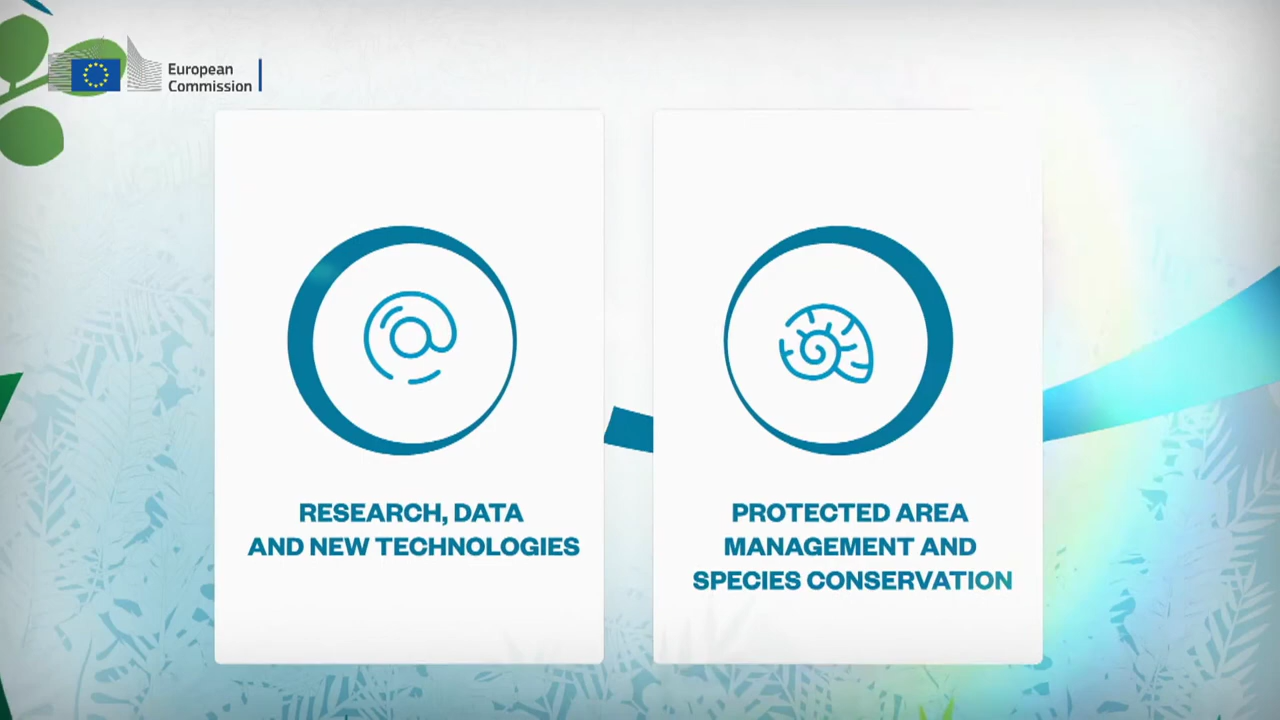 European
Commission
RESEARCH, DATA
AND NEW TECHNOLOGIES
PROTECTED AREA
MANAGEMENT AND
SPECIES CONSERVATION